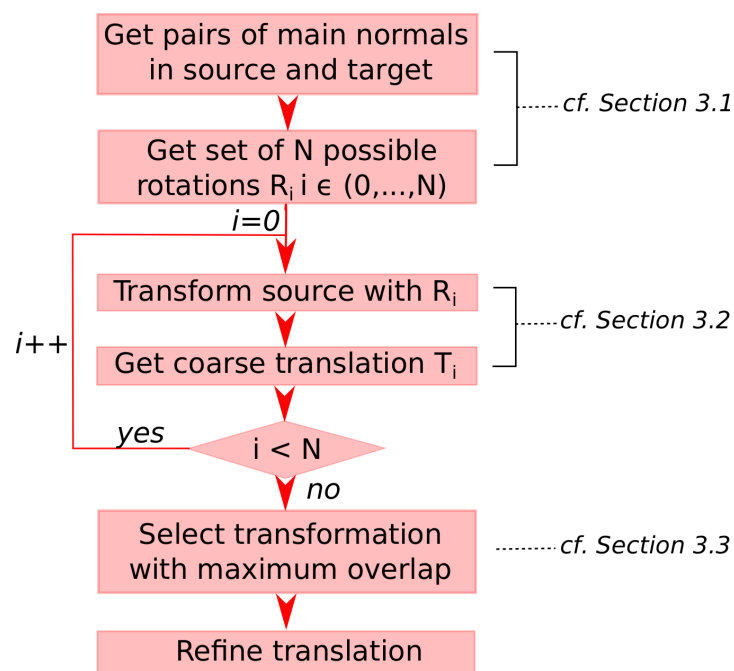 Get pairs of main normals
in source and target
cf. Section 3.1
Get set of N possible
rotations Rᵢ i ϵ (0,...,N)
i=0
Transform source with Rᵢ
cf. Section 3.2
i++
Get coarse translation Tᵢ
yes
i < N
no
Select transformation
with maximum overlap
cf. Section 3.3
Refine translation